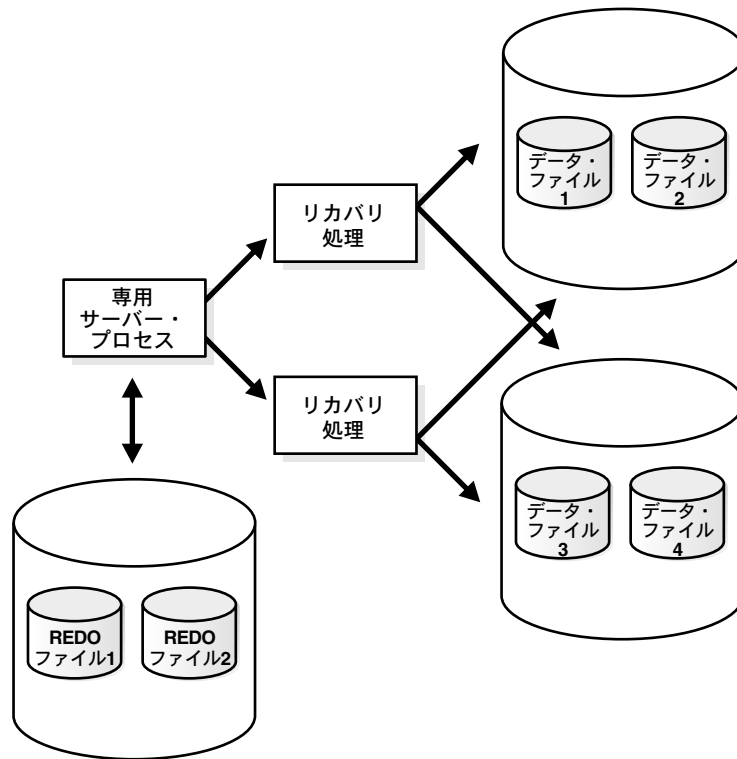 データ・
ファイル
1
データ・
ファイル
2
リカバリ
処理
専用
サーバー・
プロセス
リカバリ
処理
データ・
ファイル
3
データ・
ファイル
4
REDO
ファイル1
REDO
ファイル2